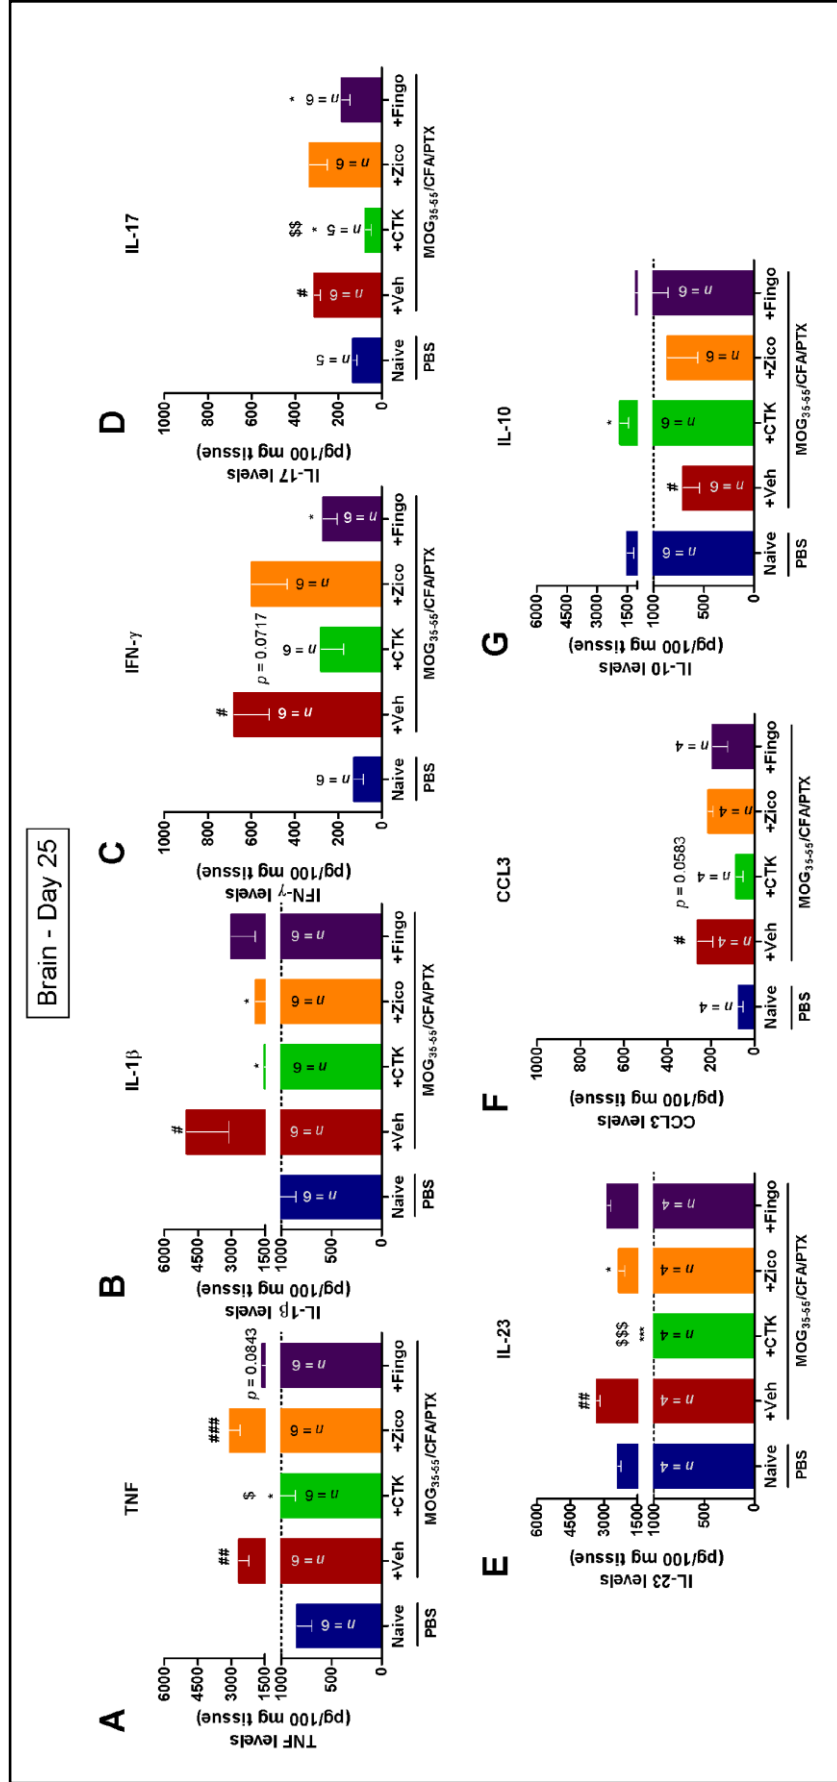 Brain - Day 25
A
TNF
TNF levels
(pg/100 mg tissue)
6000
4500
3000
1500
1000
500
0
n = 6
## n = 6
$ * n = 6
### n = 6
p = 0.0843 n = 6
Naive +Veh +CTK +Zico +Fingo
PBS MOG35-55/CFA/PTX
B
IL-1β
IL-1β levels
(pg/100 mg tissue)
6000
4500
3000
1500
1000
500
0
n = 6
# n = 6
* n = 6
* n = 6
n = 6
Naive +Veh +CTK +Zico +Fingo
PBS MOG35-55/CFA/PTX
C
IFN-γ
IFN-γ levels
(pg/100 mg tissue)
1000
800
600
400
200
0
n = 6
# n = 6
p = 0.0717 n = 6
n = 6
* n = 6
Naive +Veh +CTK +Zico +Fingo
PBS MOG35-55/CFA/PTX
D
IL-17
IL-17 levels
(pg/100 mg tissue)
1000
800
600
400
200
0
n = 5
# n = 6
$$ * n = 5
n = 6
* n = 6
Naive +Veh +CTK +Zico +Fingo
PBS MOG35-55/CFA/PTX
E
IL-23
IL-23 levels
(pg/100 mg tissue)
6000
4500
3000
1500
1000
500
0
n = 4
## n = 4
$$$ *** n = 4
* n = 4
n = 4
Naive +Veh +CTK +Zico +Fingo
PBS MOG35-55/CFA/PTX
F
CCL3
CCL3 levels
(pg/100 mg tissue)
1000
800
600
400
200
0
n = 4
# n = 4
p = 0.0583 n = 4
n = 4
n = 4
Naive +Veh +CTK +Zico +Fingo
PBS MOG35-55/CFA/PTX
G
IL-10
IL-10 levels
(pg/100 mg tissue)
6000
4500
3000
1500
1000
500
0
n = 6
# n = 6
* n = 6
n = 6
n = 6
Naive +Veh +CTK +Zico +Fingo
PBS MOG35-55/CFA/PTX